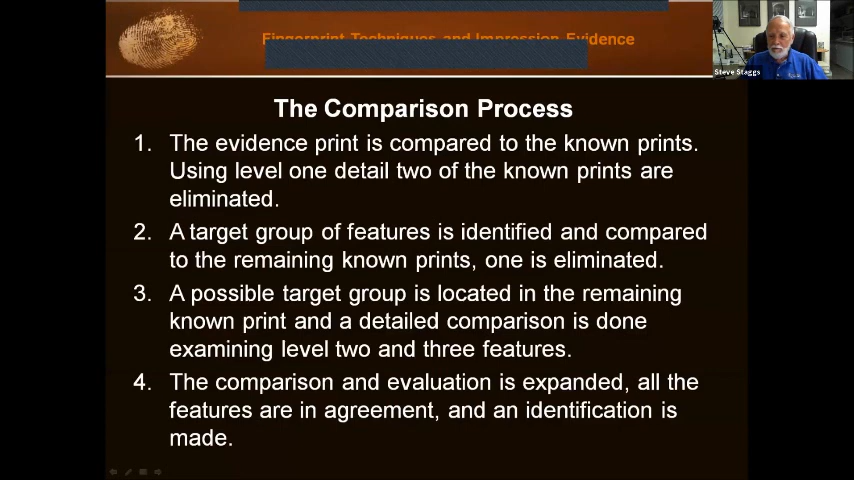 Fingerprint Techniques and Impression Evidence
Steve Staggs
The Comparison Process
1. The evidence print is compared to the known prints.
Using level one detail two of the known prints are
eliminated.
2. A target group of features is identified and compared
to the remaining known prints, one is eliminated.
3. A possible target group is located in the remaining
known print and a detailed comparison is done
examining level two and three features.
4. The comparison and evaluation is expanded, all the
features are in agreement, and an identification is
made.